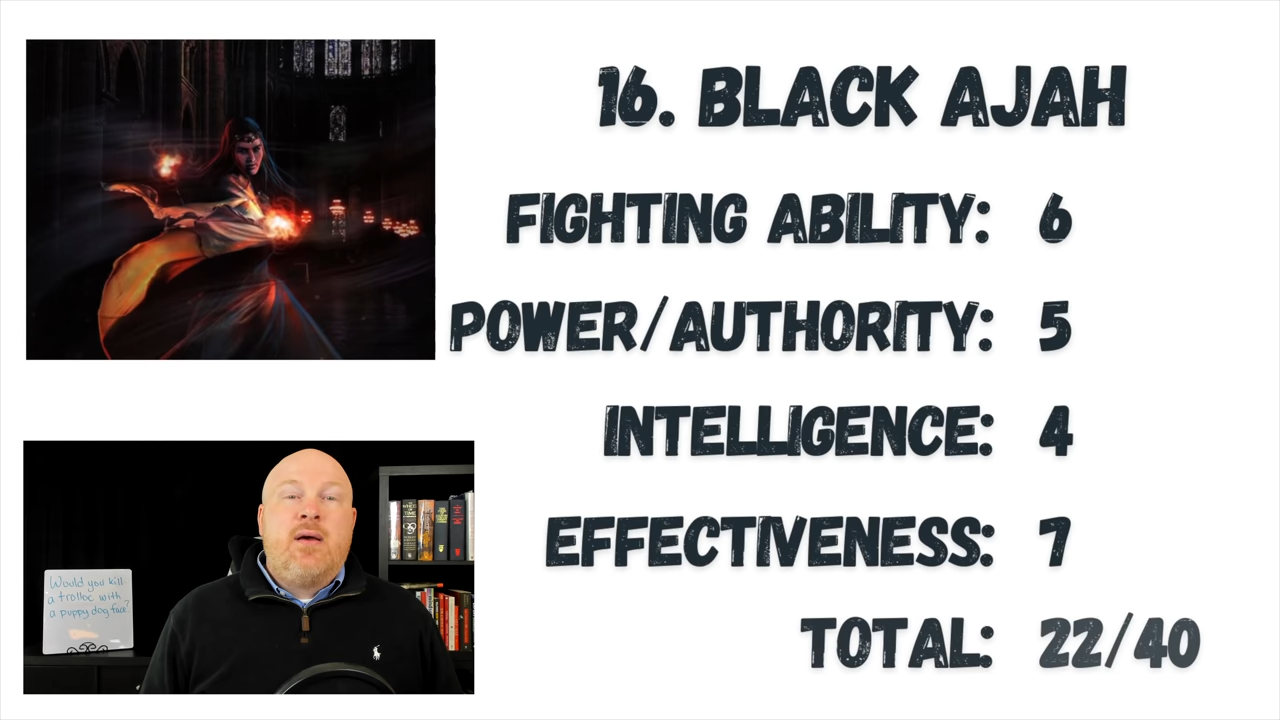 16. BLACK AJAH
FIGHTING ABILITY: 6
POWER/AUTHORITY: 5
INTELLIGENCE: 4
EFFECTIVENESS: 7
TOTAL: 22/40
Would you kill
a trolloc with
a puppy dog face?